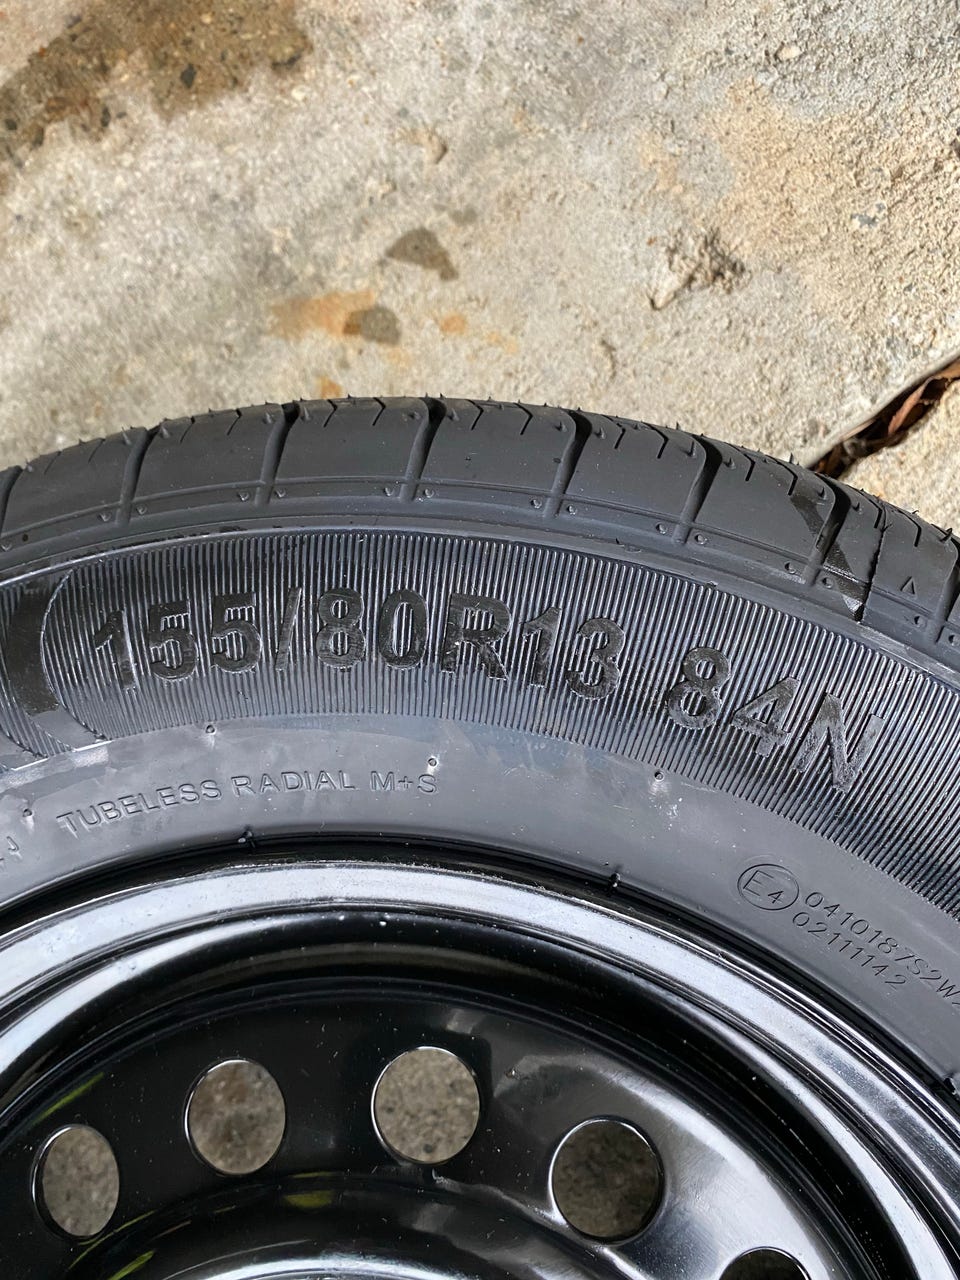 155/80R13 84N
TUBELESS RADIAL M+S
E4
0410187S2W
02111142